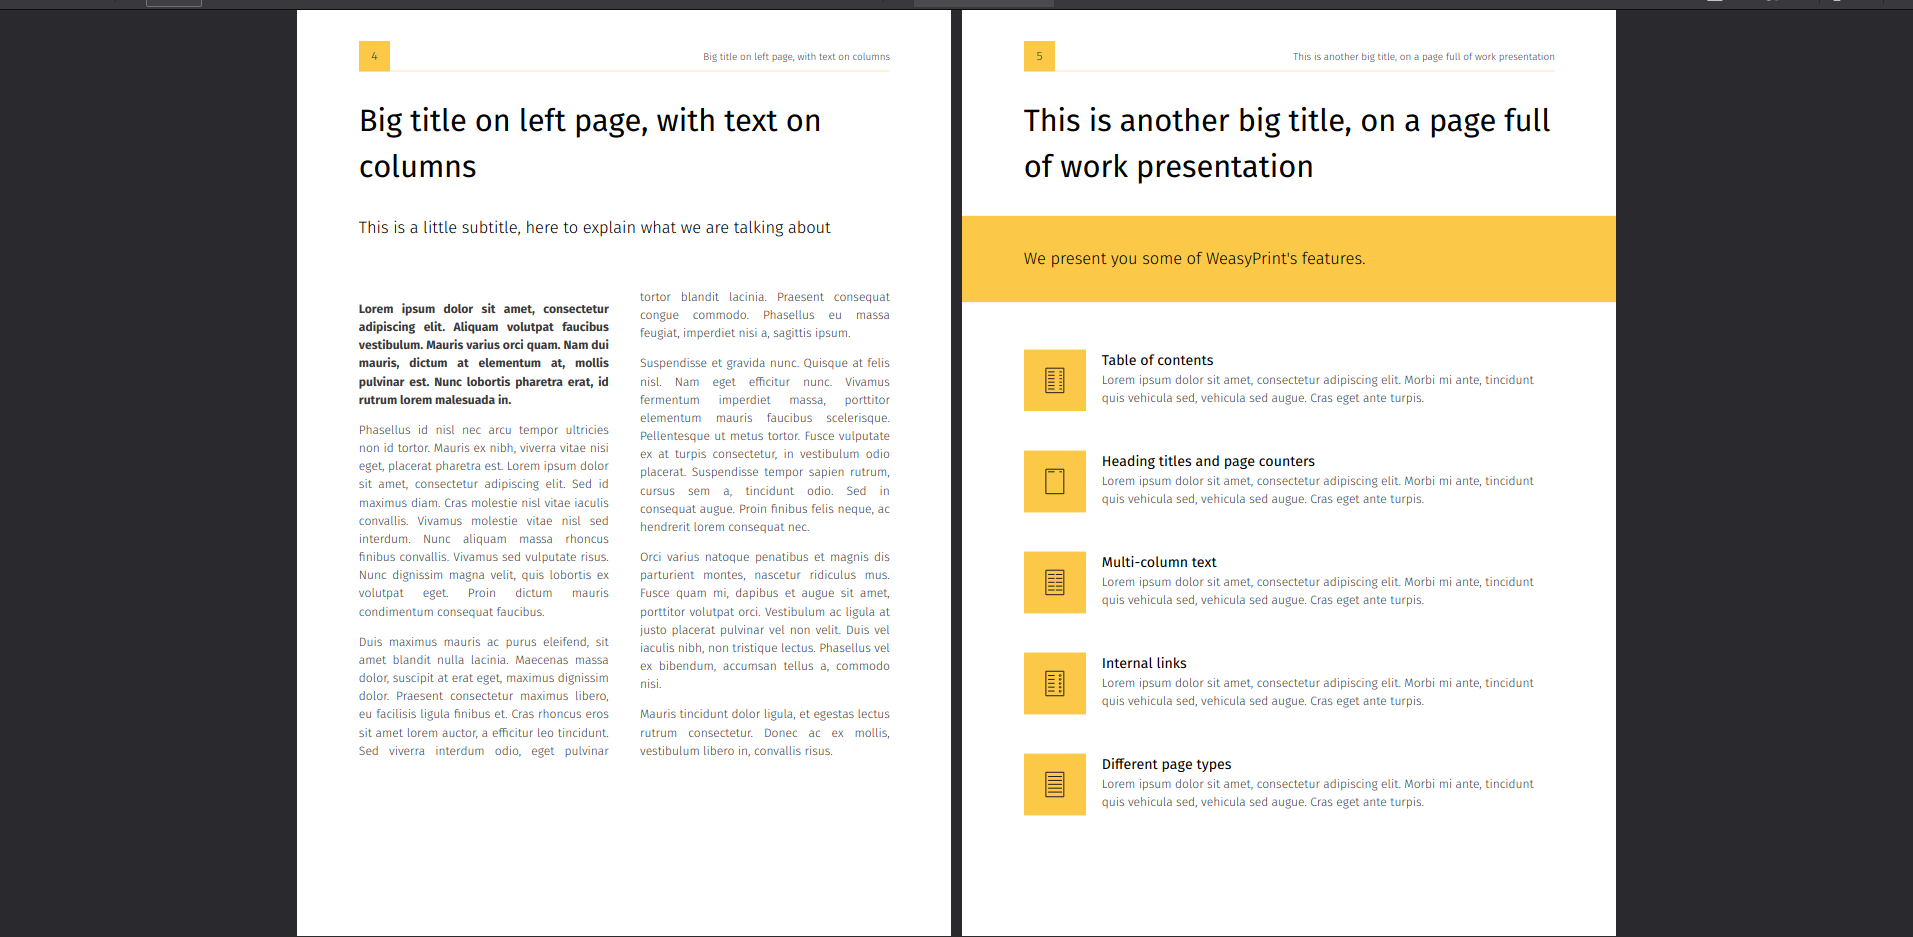 4
Big title on left page, with text on columns
Big title on left page, with text on
columns
This is a little subtitle, here to explain what we are talking about
Lorem ipsum dolor sit amet, consectetur
adipiscing elit. Aliquam volutpat faucibus
vestibulum. Mauris varius orci quam. Nam dui
mauris, dictum at elementum at, mollis
pulvinar est. Nunc lobortis pharetra erat, id
rutrum lorem malesuada in.
Phasellus id nisl nec arcu tempor ultricies
non id tortor. Mauris ex nibh, viverra vitae nisi
eget, placerat pharetra est. Lorem ipsum dolor
sit amet, consectetur adipiscing elit. Sed id
maximus diam. Cras molestie nisl vitae iaculis
convallis. Vivamus molestie vitae nisl sed
interdum. Nunc aliquam massa rhoncus
finibus convallis. Vivamus sed vulputate risus.
Nunc dignissim magna velit, quis lobortis ex
volutpat eget. Proin dictum mauris
condimentum consequat faucibus.
Duis maximus mauris ac purus eleifend, sit
amet blandit nulla lacinia. Maecenas massa
dolor, suscipit at erat eget, maximus dignissim
dolor. Praesent consectetur maximus libero,
eu facilisis ligula finibus et. Cras rhoncus eros
sit amet lorem auctor, a efficitur leo tincidunt.
Sed viverra interdum odio, eget pulvinar
tortor blandit lacinia. Praesent consequat
congue commodo. Phasellus eu massa
feugiat, imperdiet nisi a, sagittis ipsum.
Suspendisse et gravida nunc. Quisque at felis
nisl. Nam eget efficitur nunc. Vivamus
fermentum imperdiet massa, porttitor
elementum mauris faucibus scelerisque.
Pellentesque ut metus tortor. Fusce vulputate
ex at turpis consectetur, in vestibulum odio
placerat. Suspendisse tempor sapien rutrum,
cursus sem a, tincidunt odio. Sed in
consequat augue. Proin finibus felis neque, ac
hendrerit lorem consequat nec.
Orci varius natoque penatibus et magnis dis
parturient montes, nascetur ridiculus mus.
Fusce quam mi, dapibus et augue sit amet,
porttitor volutpat orci. Vestibulum ac ligula at
justo placerat pulvinar vel non velit. Duis vel
iaculis nibh, non tristique lectus. Phasellus vel
ex bibendum, accumsan tellus a, commodo
nisi.
Mauris tincidunt dolor ligula, et egestas lectus
rutrum consectetur. Donec ac ex mollis,
vestibulum libero in, convallis risus.
5
This is another big title, on a page full of work presentation
This is another big title, on a page full
of work presentation
We present you some of WeasyPrint's features.
Table of contents
Lorem ipsum dolor sit amet, consectetur adipiscing elit. Morbi mi ante, tincidunt
quis vehicula sed, vehicula sed augue. Cras eget ante turpis.
Heading titles and page counters
Lorem ipsum dolor sit amet, consectetur adipiscing elit. Morbi mi ante, tincidunt
quis vehicula sed, vehicula sed augue. Cras eget ante turpis.
Multi-column text
Lorem ipsum dolor sit amet, consectetur adipiscing elit. Morbi mi ante, tincidunt
quis vehicula sed, vehicula sed augue. Cras eget ante turpis.
Internal links
Lorem ipsum dolor sit amet, consectetur adipiscing elit. Morbi mi ante, tincidunt
quis vehicula sed, vehicula sed augue. Cras eget ante turpis.
Different page types
Lorem ipsum dolor sit amet, consectetur adipiscing elit. Morbi mi ante, tincidunt
quis vehicula sed, vehicula sed augue. Cras eget ante turpis.